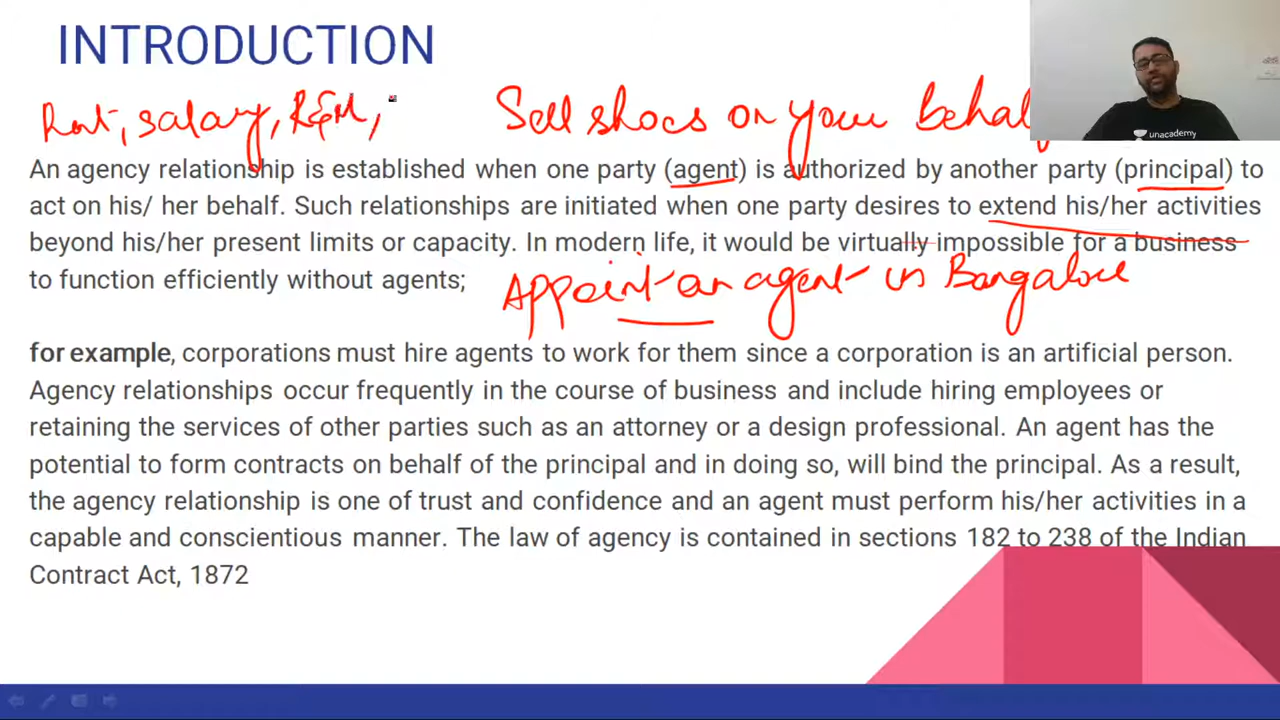 INTRODUCTION
unacademy
Rent, salary, R&M,
Sell shoes on your behal
An agency relationship is established when one party (agent) is authorized by another party (principal) to
act on his/ her behalf. Such relationships are initiated when one party desires to extend his/her activities
beyond his/her present limits or capacity. In modern life, it would be virtually impossible for a business
to function efficiently without agents;
Appoint an agent in Bangalore
for example, corporations must hire agents to work for them since a corporation is an artificial person.
Agency relationships occur frequently in the course of business and include hiring employees or
retaining the services of other parties such as an attorney or a design professional. An agent has the
potential to form contracts on behalf of the principal and in doing so, will bind the principal. As a result,
the agency relationship is one of trust and confidence and an agent must perform his/her activities in a
capable and conscientious manner. The law of agency is contained in sections 182 to 238 of the Indian
Contract Act, 1872